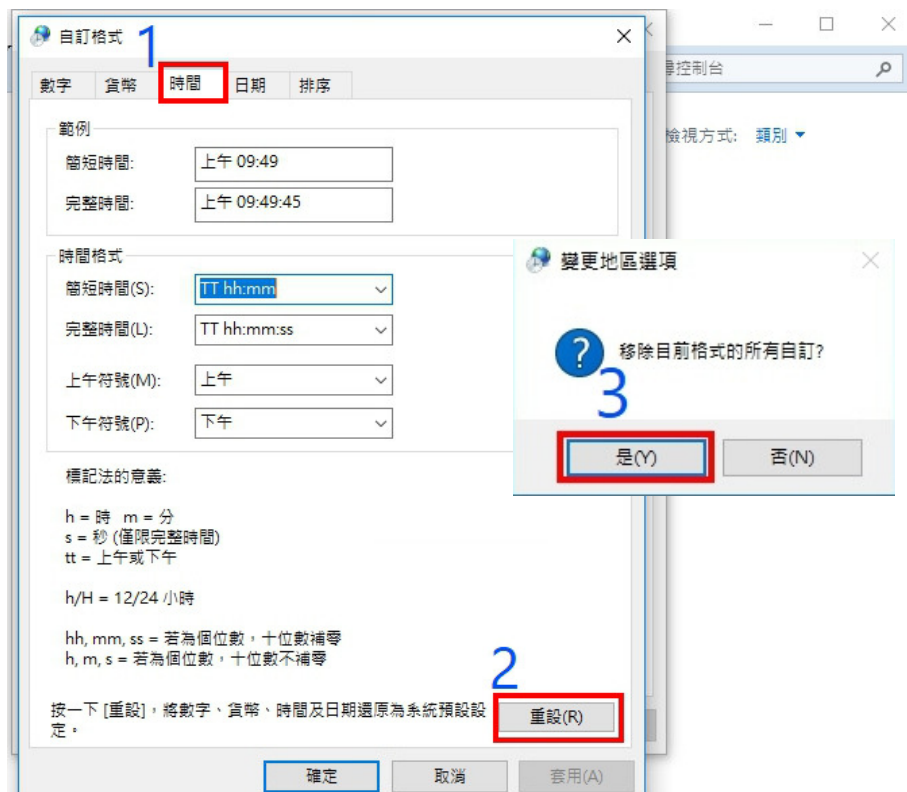 自訂格式
1
數字
貨幣
時間
日期
排序
範例
簡短時間:
上午 09:49
完整時間:
上午 09:49:45
時間格式
簡短時間(S):
TT hh:mm
完整時間(L):
TT hh:mm:ss
上午符號(M):
上午
下午符號(P):
下午
標記法的意義:
h = 時 m = 分
s = 秒 (僅限完整時間)
tt = 上午或下午
h/H = 12/24 小時
hh, mm, ss = 若為個位數，十位數補零
h, m, s = 若為個位數，十位數不補零
按一下 [重設]，將數字、貨幣、時間及日期還原為系統預設設
定。
2
重設(R)
確定
取消
套用(A)
控制台
檢視方式: 類別
變更地區選項
移除目前格式的所有自訂?
3
是(Y)
否(N)